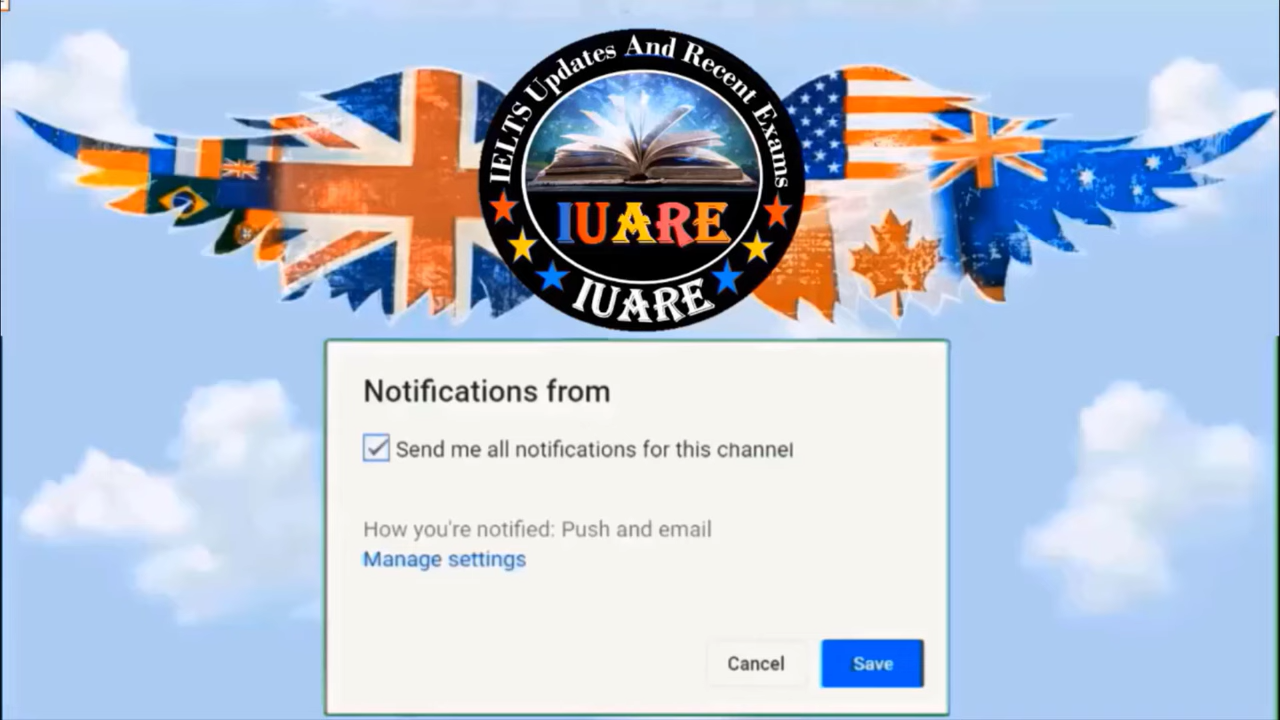 IELTS Updates And Recent Exams
IUARE
IUARE
Notifications from
Send me all notifications for this channel
How you're notified: Push and email
Manage settings
Cancel
Save